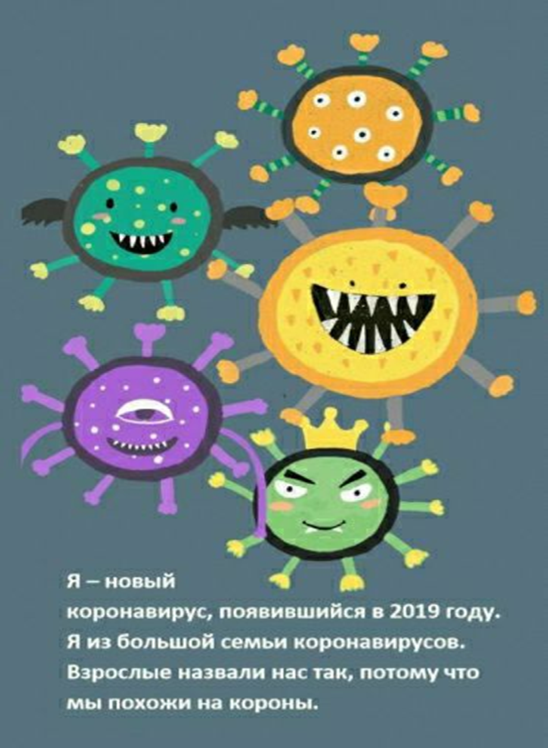 Я – новый
коронавирус, появившийся в 2019 году.
Я из большой семьи коронавирусов.
Взрослые назвали нас так, потому что
мы похожи на короны.